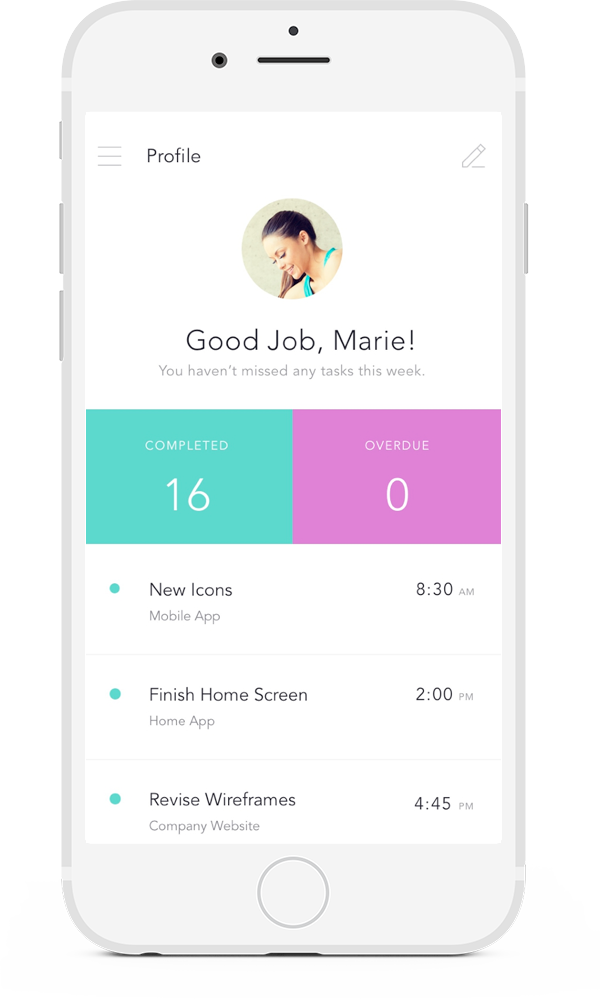 Profile
Good Job, Marie!
You haven't missed any tasks this week.
COMPLETED
OVERDUE
16
0
New Icons
8:30 AM
Mobile App
Finish Home Screen
2:00 PM
Home App
Revise Wireframes
4:45 PM
Company Website